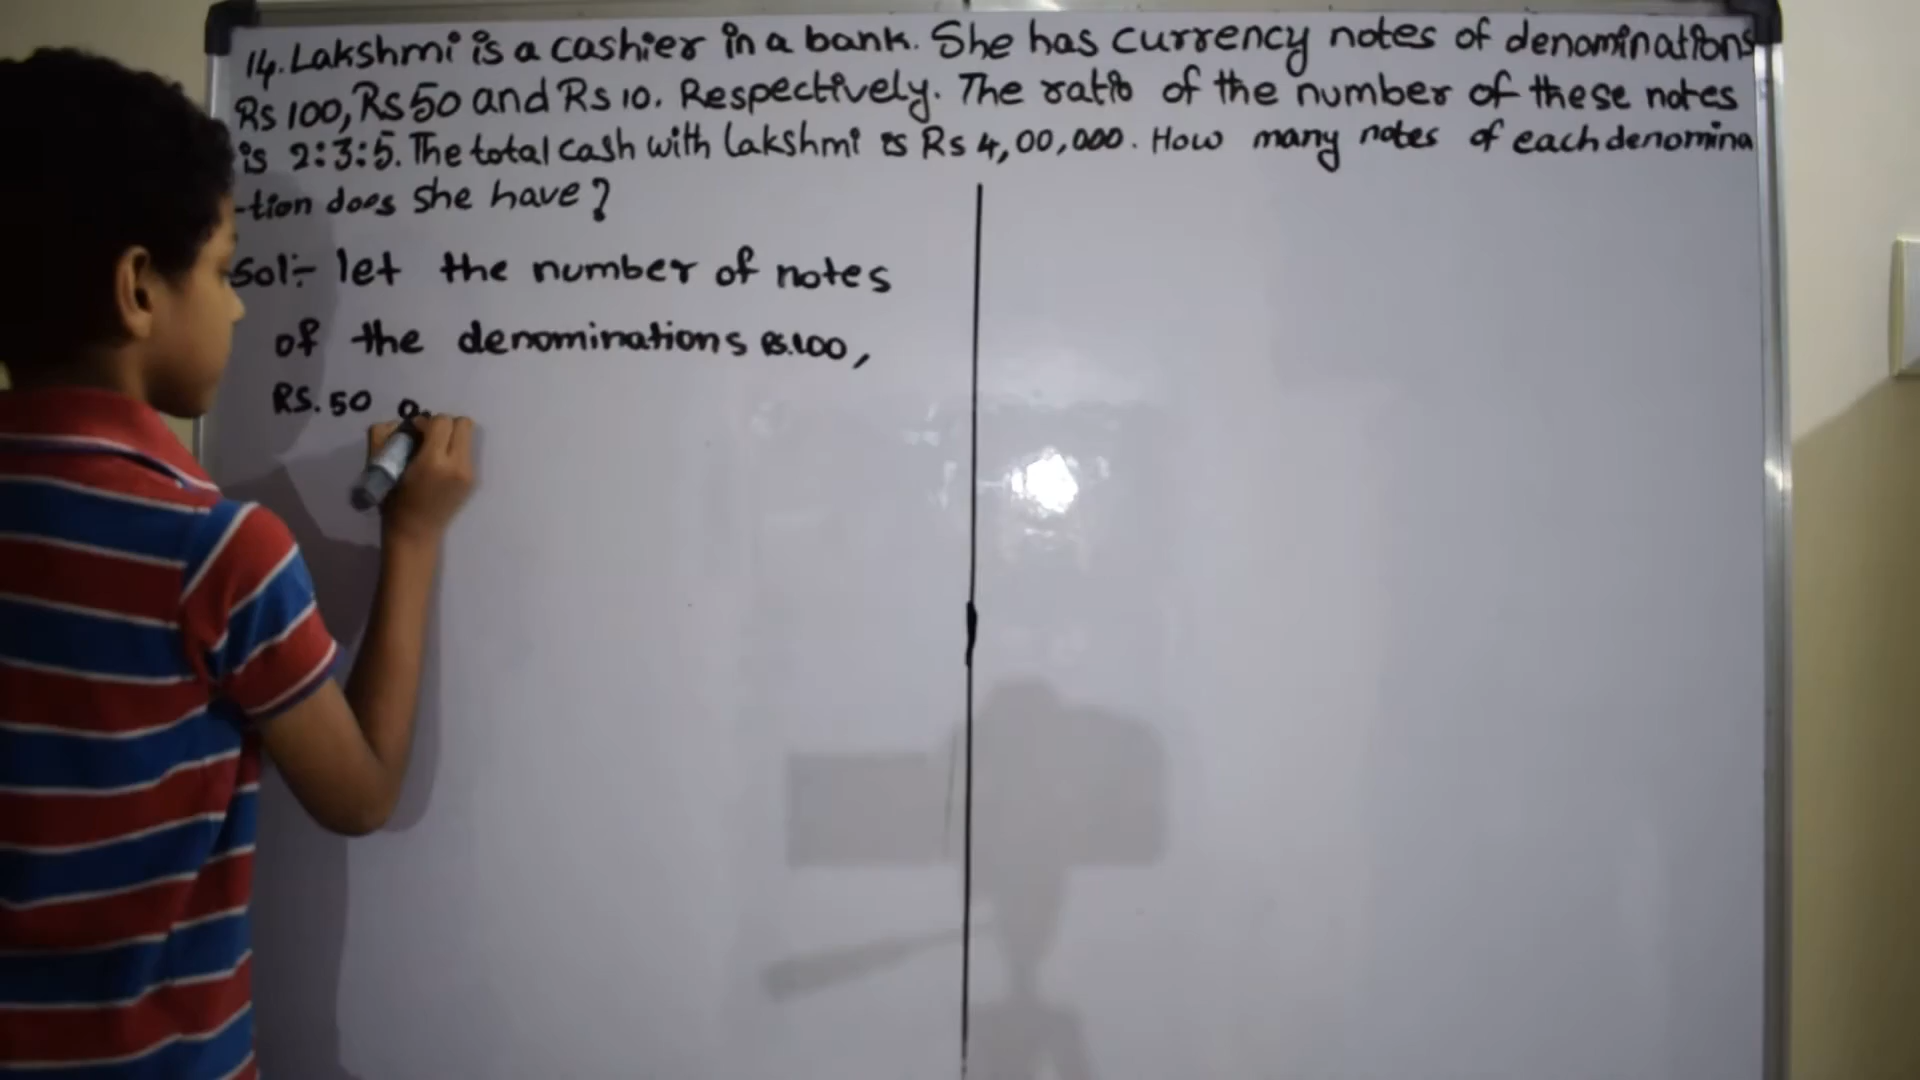 14. Lakshmi is a cashier in a bank. She has currency notes of denominations
Rs 100, Rs 50 and Rs 10. Respectively. The ratio of the number of these notes
is 2:3:5. The total cash with lakshmi is Rs 4,00,000. How many notes of each denomina
-tion does she have?
Sol:- let the number of notes
of the denominations Rs.100,
RS. 50 a